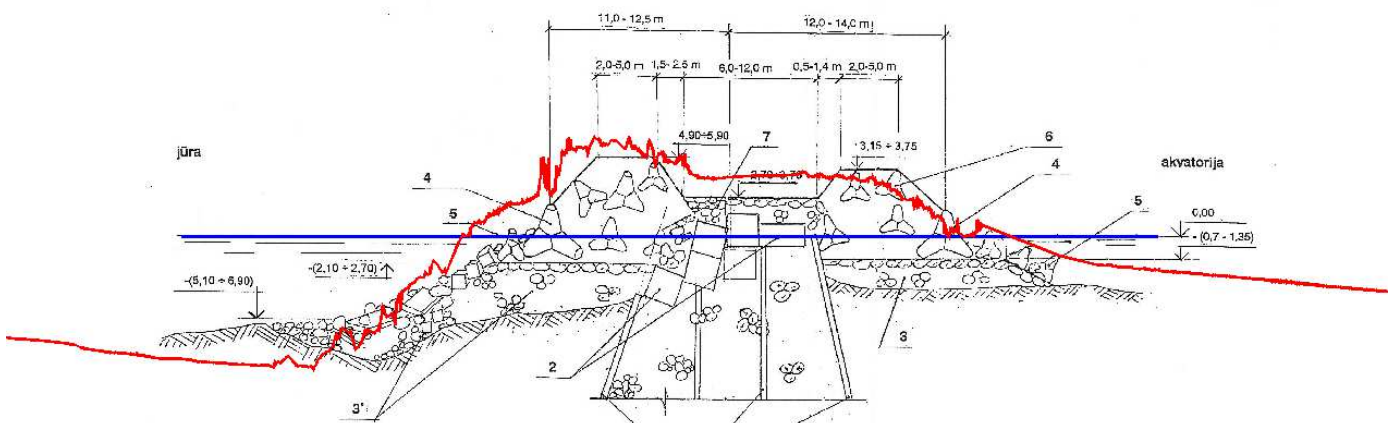 11,0 - 12,5 m 12,0 - 14,0 m
2,0-5,0 m 1,5- 2,5 m 6,0-12,0 m 0,5-1,4 m 2,0-5,0 m
4,90÷5,90 7 3,15 ÷ 3,75 6
jūra akvatorija
4 4
5 5
0,00
- (0,7 - 1,35)
-(2,10 ÷ 2,70)
-(5,10 ÷ 6,90)
2 3
3'